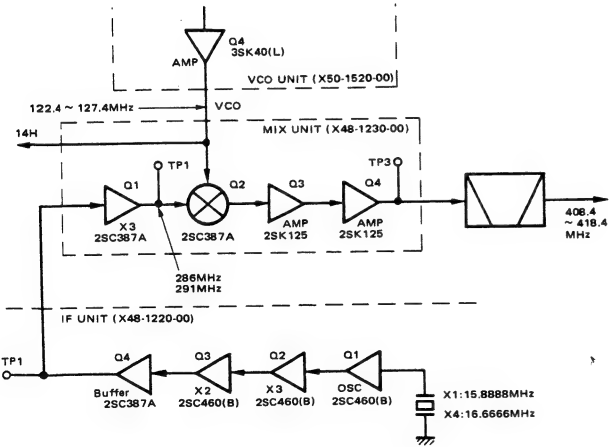 Q4
3SK40(L)
AMP
VCO UNIT (X50-1520-00)
122.4 ~ 127.4MHz
VCO
MIX UNIT (X48-1230-00)
14H
TP1
TP3
Q1
Q2
Q3
Q4
X3
2SC387A
2SC387A
AMP
2SK125
AMP
2SK125
408.4
~ 418.4
MHz
286MHz
291MHz
IF UNIT (X48-1220-00)
TP1
Q4
Q3
Q2
Q1
Buffer
2SC387A
X2
2SC460(B)
X3
2SC460(B)
OSC
2SC460(B)
X1:15.8888MHz
X4:16.6666MHz